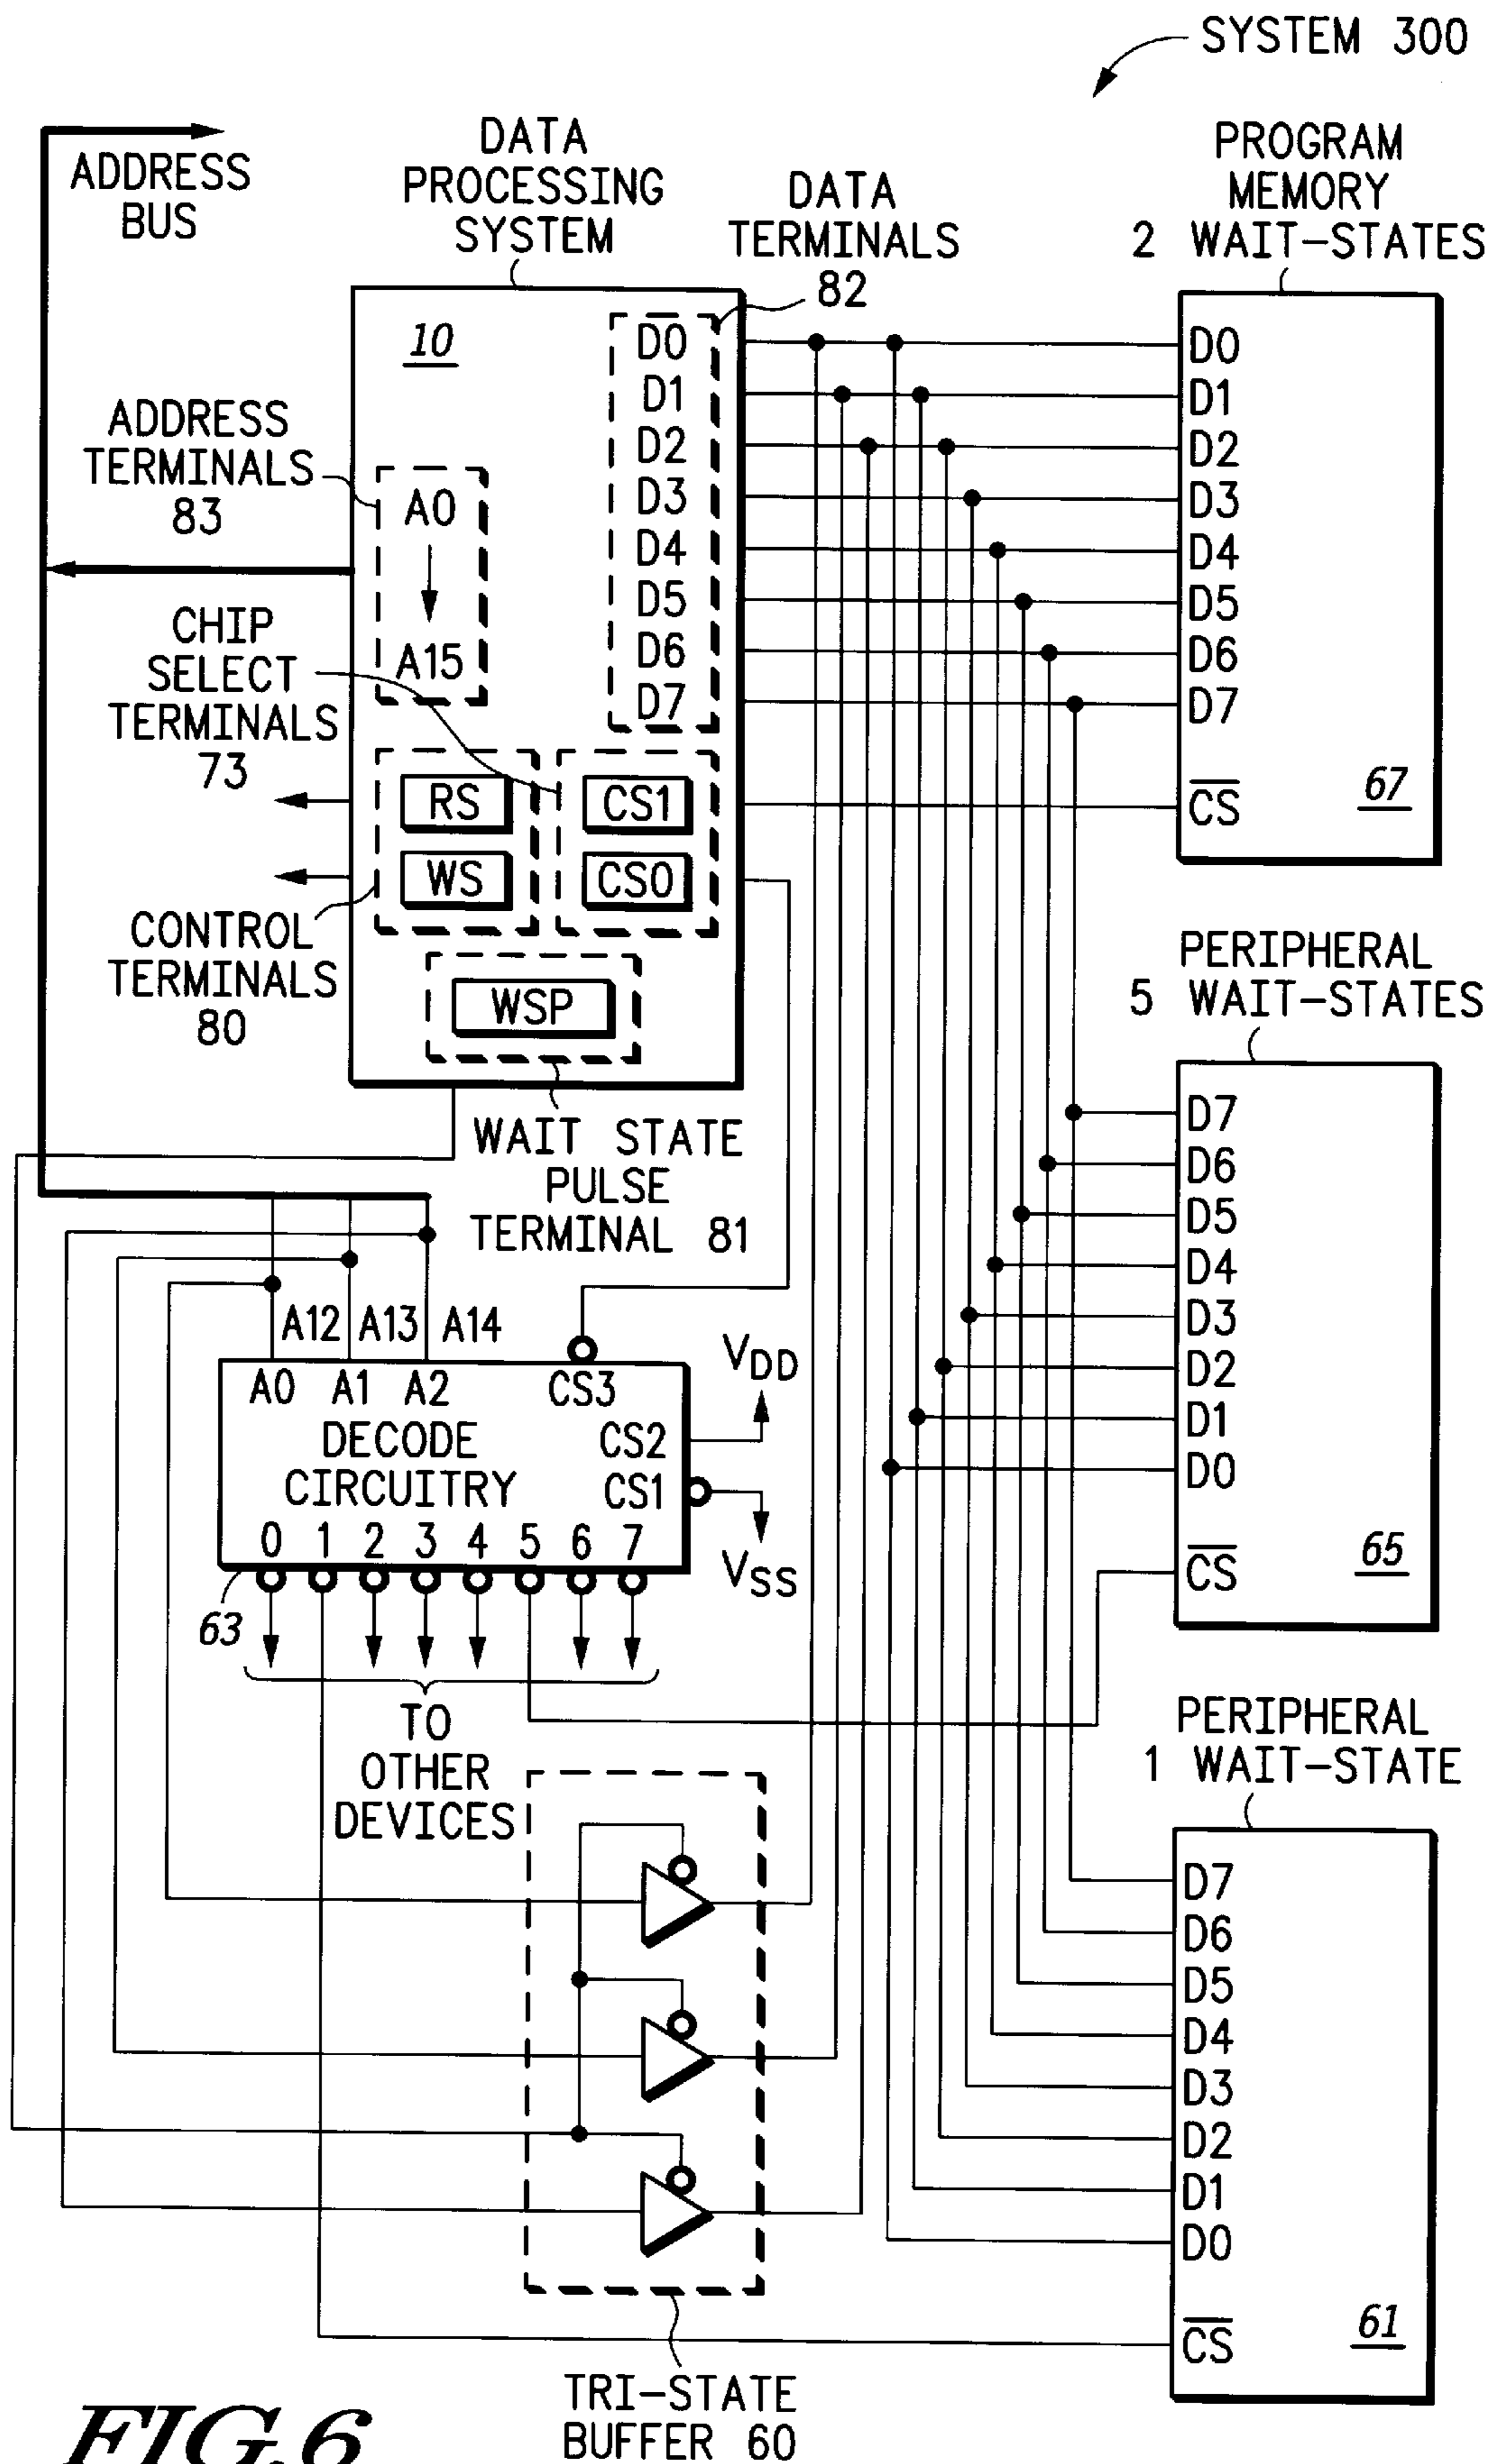 SYSTEM 300
ADDRESS
BUS
DATA
PROCESSING
SYSTEM
DATA
TERMINALS
82
PROGRAM
MEMORY
2 WAIT-STATES
10
D0
D1
D2
D3
D4
D5
D6
D7
D0
D1
D2
D3
D4
D5
D6
D7
CS
67
ADDRESS
TERMINALS
83
A0
A15
CHIP
SELECT
TERMINALS
73
RS
WS
CS1
CS0
CONTROL
TERMINALS
80
WSP
WAIT STATE
PULSE
TERMINAL 81
PERIPHERAL
5 WAIT-STATES
D7
D6
D5
D4
D3
D2
D1
D0
CS
65
A12 A13 A14
A0 A1 A2 CS3
DECODE
CIRCUITRY
CS2
CS1
VDD
VSS
0 1 2 3 4 5 6 7
63
TO
OTHER
DEVICES
PERIPHERAL
1 WAIT-STATE
D7
D6
D5
D4
D3
D2
D1
D0
CS
61
TRI-STATE
BUFFER 60
FIG.6